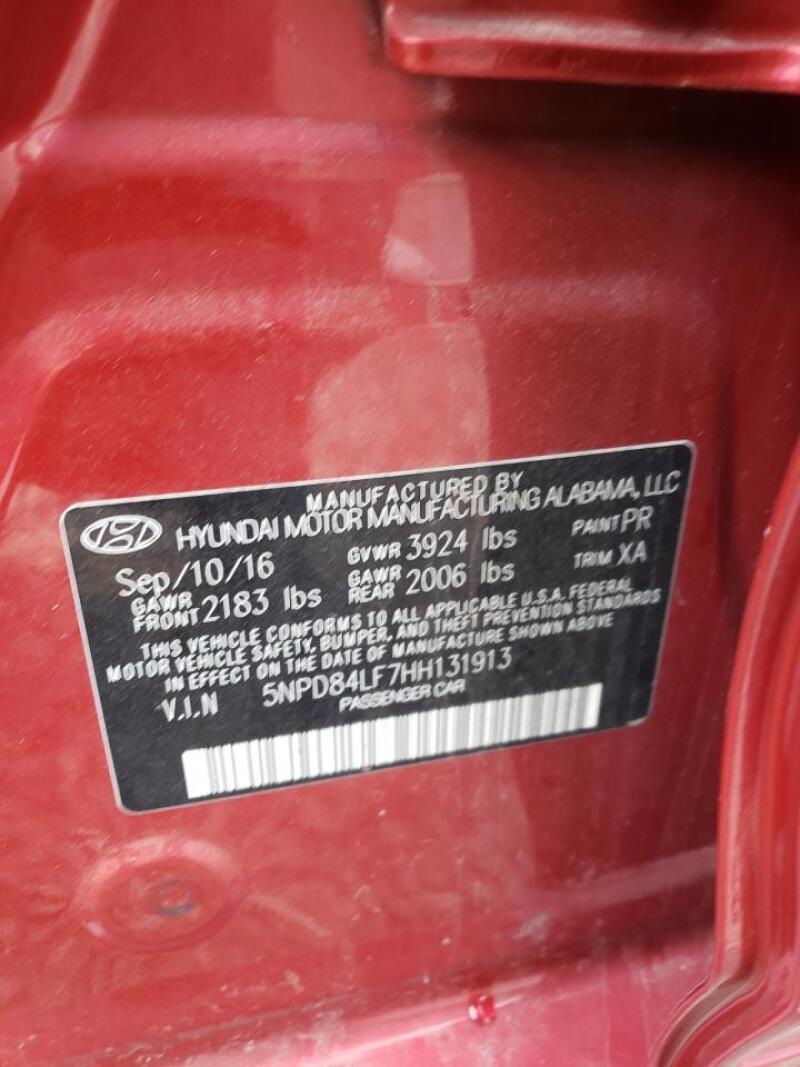 MANUFACTURED BY
HYUNDAI MOTOR MANUFACTURING ALABAMA, LLC
Sep/10/16 GVWR 3924 lbs PAINT PR
GAWR FRONT 2183 lbs GAWR REAR 2006 lbs TRIM XA
THIS VEHICLE CONFORMS TO ALL APPLICABLE U.S.A. FEDERAL
MOTOR VEHICLE SAFETY, BUMPER, AND THEFT PREVENTION STANDARDS
IN EFFECT ON THE DATE OF MANUFACTURE SHOWN ABOVE
V.I.N 5NPD84LF7HH131913
PASSENGER CAR